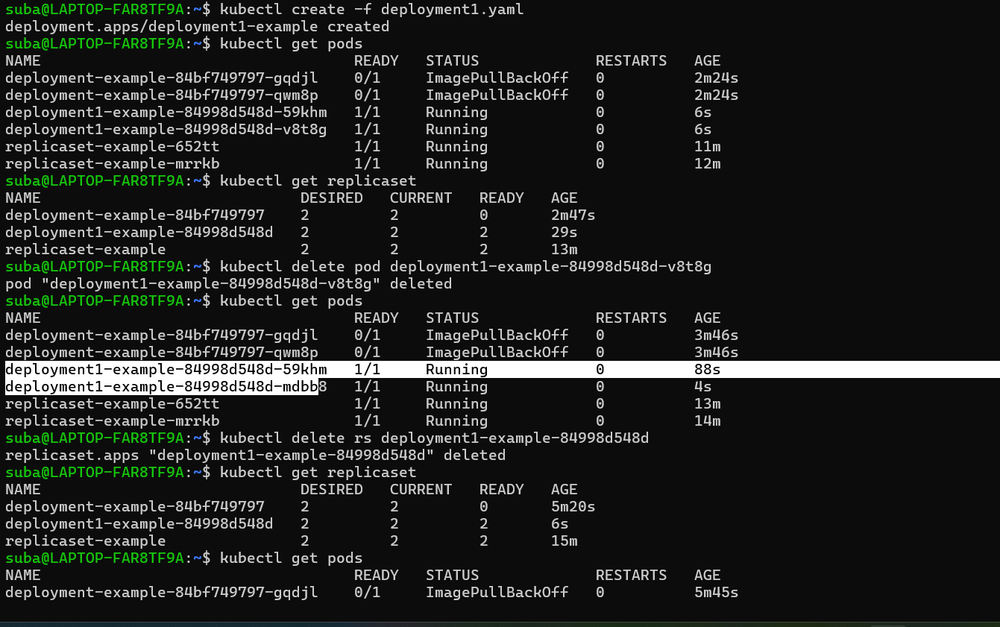 suba@LAPTOP-FAR8TF9A:~$ kubectl create -f deployment1.yaml
deployment.apps/deployment1-example created
suba@LAPTOP-FAR8TF9A:~$ kubectl get pods
NAME READY STATUS RESTARTS AGE
deployment-example-84bf749797-gqdjl 0/1 ImagePullBackOff 0 2m24s
deployment-example-84bf749797-qwm8p 0/1 ImagePullBackOff 0 2m24s
deployment1-example-84998d548d-59khm 1/1 Running 0 6s
deployment1-example-84998d548d-v8t8g 1/1 Running 0 6s
replicaset-example-652tt 1/1 Running 0 11m
replicaset-example-mrrkb 1/1 Running 0 12m
suba@LAPTOP-FAR8TF9A:~$ kubectl get replicaset
NAME DESIRED CURRENT READY AGE
deployment-example-84bf749797 2 2 0 2m47s
deployment1-example-84998d548d 2 2 2 29s
replicaset-example 2 2 2 13m
suba@LAPTOP-FAR8TF9A:~$ kubectl delete pod deployment1-example-84998d548d-v8t8g
pod "deployment1-example-84998d548d-v8t8g" deleted
suba@LAPTOP-FAR8TF9A:~$ kubectl get pods
NAME READY STATUS RESTARTS AGE
deployment-example-84bf749797-gqdjl 0/1 ImagePullBackOff 0 3m46s
deployment-example-84bf749797-qwm8p 0/1 ImagePullBackOff 0 3m46s
deployment1-example-84998d548d-59khm 1/1 Running 0 88s
deployment1-example-84998d548d-mdbb8 1/1 Running 0 4s
replicaset-example-652tt 1/1 Running 0 13m
replicaset-example-mrrkb 1/1 Running 0 14m
suba@LAPTOP-FAR8TF9A:~$ kubectl delete rs deployment1-example-84998d548d
replicaset.apps "deployment1-example-84998d548d" deleted
suba@LAPTOP-FAR8TF9A:~$ kubectl get replicaset
NAME DESIRED CURRENT READY AGE
deployment-example-84bf749797 2 2 0 5m20s
deployment1-example-84998d548d 2 2 2 6s
replicaset-example 2 2 2 15m
suba@LAPTOP-FAR8TF9A:~$ kubectl get pods
NAME READY STATUS RESTARTS AGE
deployment-example-84bf749797-gqdjl 0/1 ImagePullBackOff 0 5m45s